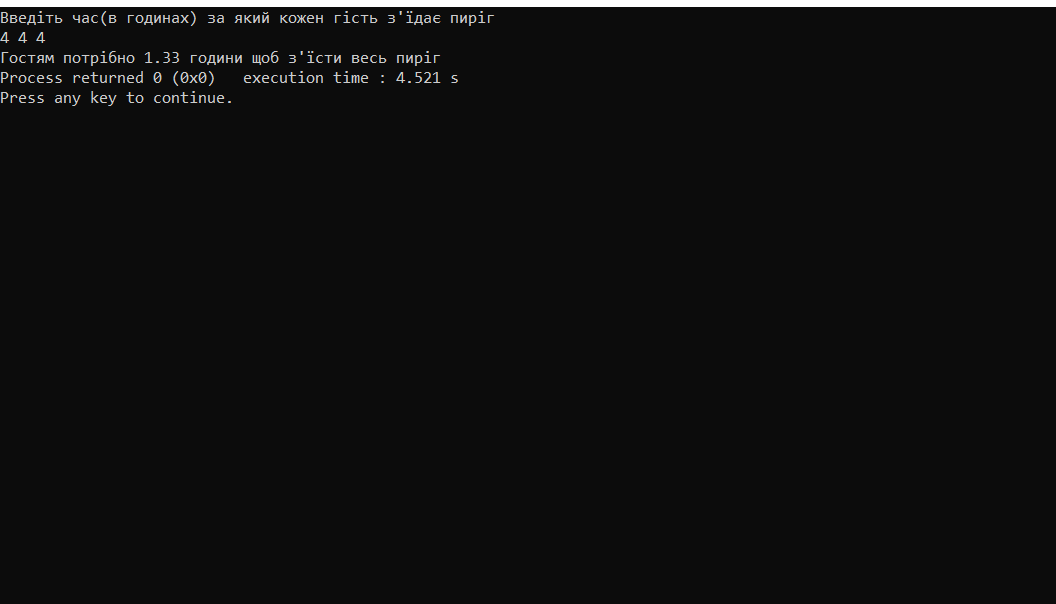 Введіть час(в годинах) за який кожен гість з'їдає пиріг
4 4 4
Гостям потрібно 1.33 години щоб з'їсти весь пиріг
Process returned 0 (0x0)   execution time : 4.521 s
Press any key to continue.